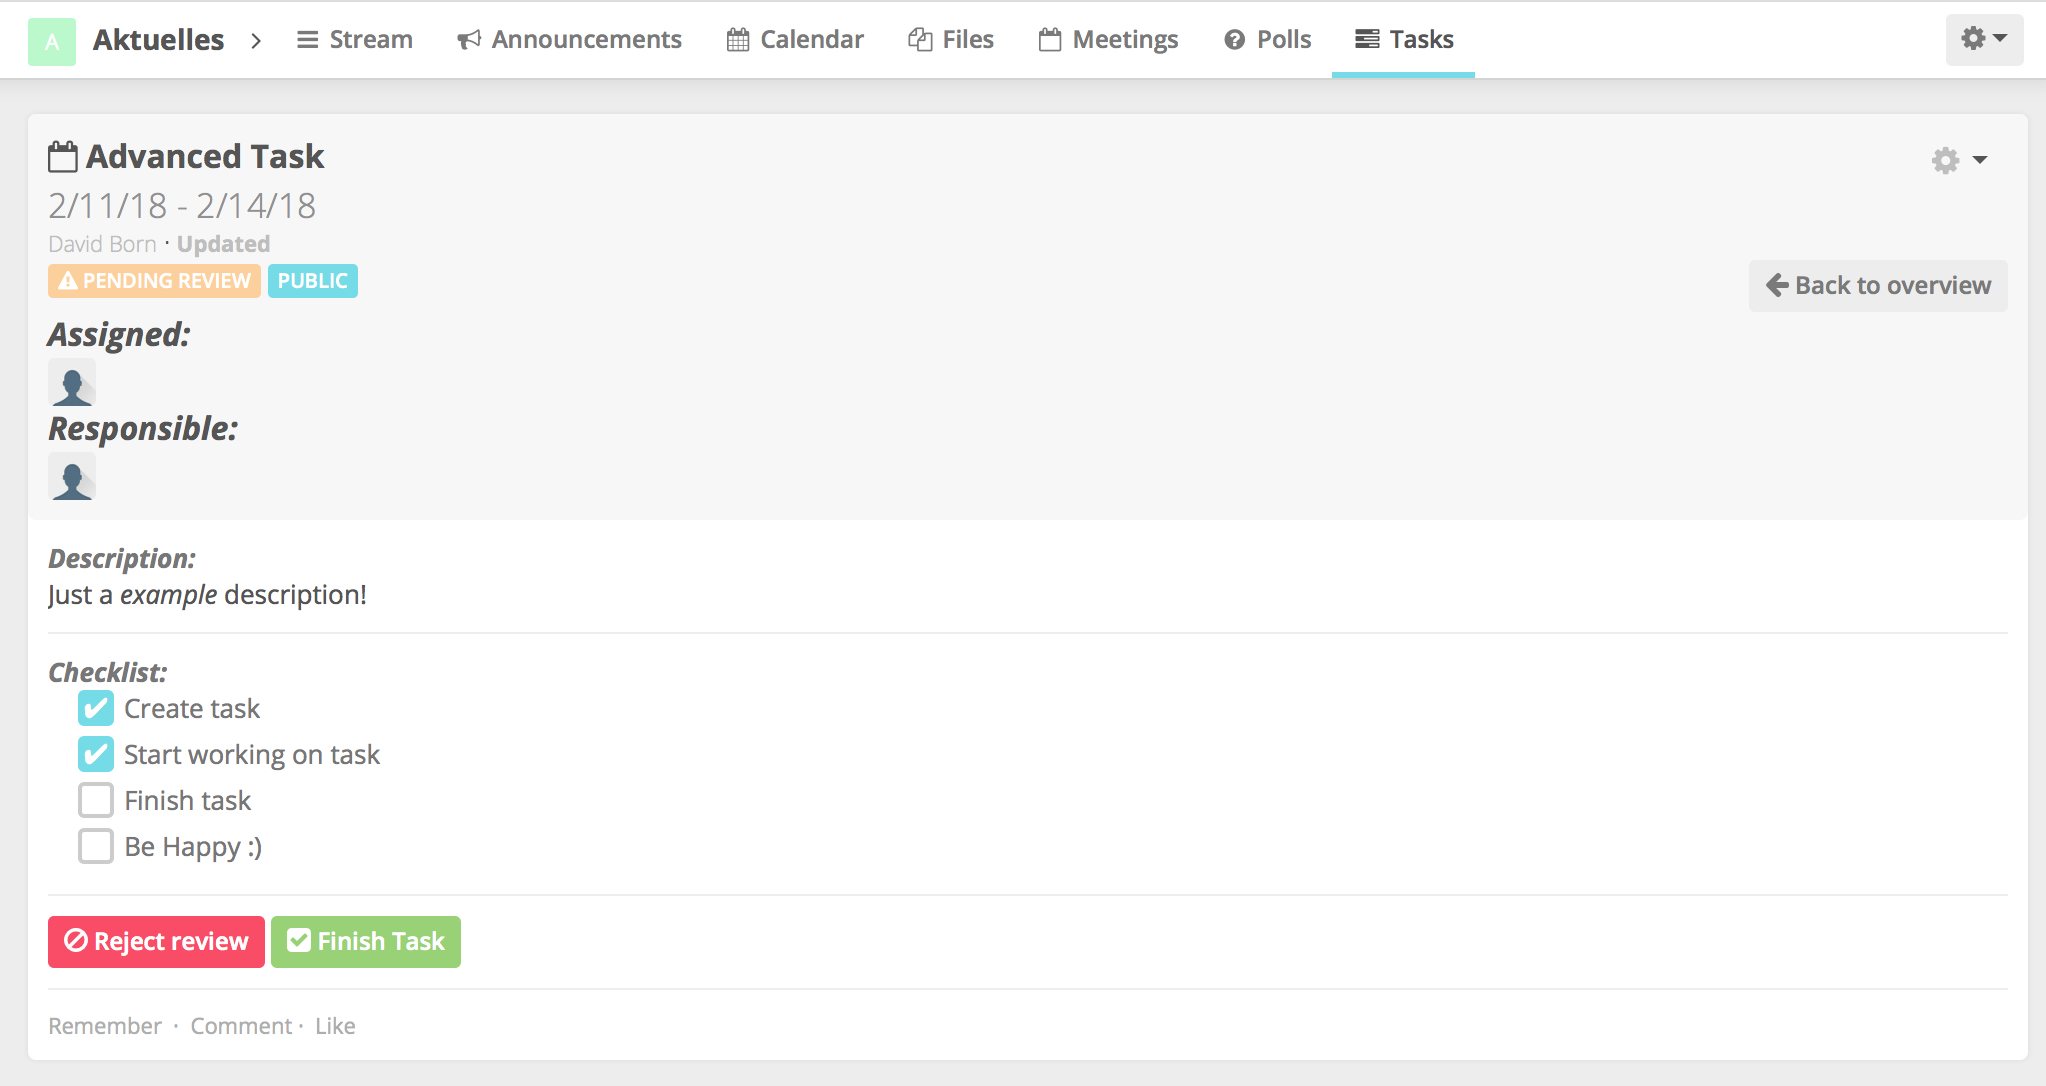 A Aktuelles Stream Announcements Calendar Files Meetings Polls Tasks
Advanced Task
2/11/18 - 2/14/18
David Born · Updated
PENDING REVIEW PUBLIC
Back to overview
Assigned:
Responsible:
Description:
Just a example description!
Checklist:
Create task
Start working on task
Finish task
Be Happy :)
Reject review Finish Task
Remember · Comment · Like